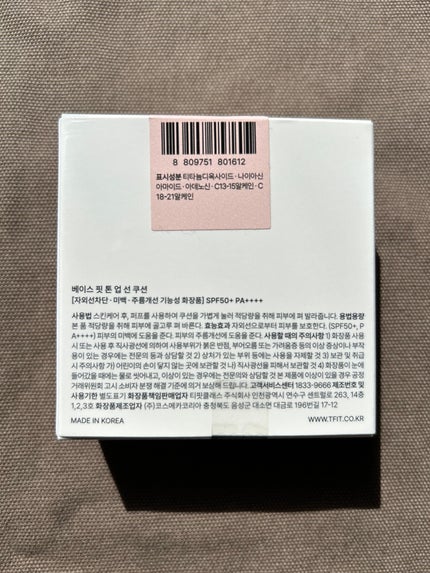 8 809751 801612
표시성분 티타늄디옥사이드·나이아신
아마이드·아데노신·C13-15알케인·C
18-21알케인
베이스 핏 톤 업 선 쿠션
[자외선차단·미백·주름개선 기능성 화장품] SPF50+ PA++++
사용법 스킨케어 후, 퍼프를 사용하여 쿠션을 가볍게 눌러 적당량을 취해 피부에 펴 발라줍니다. 용법용량
본 품 적당량을 취해 피부에 골고루 펴 바른다. 효능효과 자외선으로부터 피부를 보호한다. (SPF50+, P
A++++) 피부의 미백에 도움을 준다. 피부의 주름개선에 도움을 준다. 사용할 때의 주의사항 1) 화장품 사용
시 또는 사용 후 직사광선에 의하여 사용부위가 붉은 반점, 부어오름 또는 가려움증 등의 이상 증상이나 부작
용이 있는 경우에는 전문의 등과 상담할 것 2) 상처가 있는 부위 등에는 사용을 자제할 것 3) 보관 및 취급
시 주의사항 가) 어린이의 손이 닿지 않는 곳에 보관할 것 나) 직사광선을 피해서 보관할 것 4) 화장품이 눈에
들어갔을 때에는 물로 씻어내고, 이상이 있는 경우에는 전문의와 상담할 것 본 제품에 이상이 있을 경우 공정
거래위원회 고시 소비자 분쟁 해결 기준에 의거 보상해 드립니다. 고객서비스센터 1833-9666 제조번호 및
사용기한 별도표기 화장품책임판매업자 티핏클래스 주식회사 인천광역시 연수구 센트럴로 263, 14층
1,2,3호 화장품제조업자 (주)코스메카코리아 충청북도 음성군 대소면 대금로 196번길 17-12
MADE IN KOREA WWW.TFIT.CO.KR